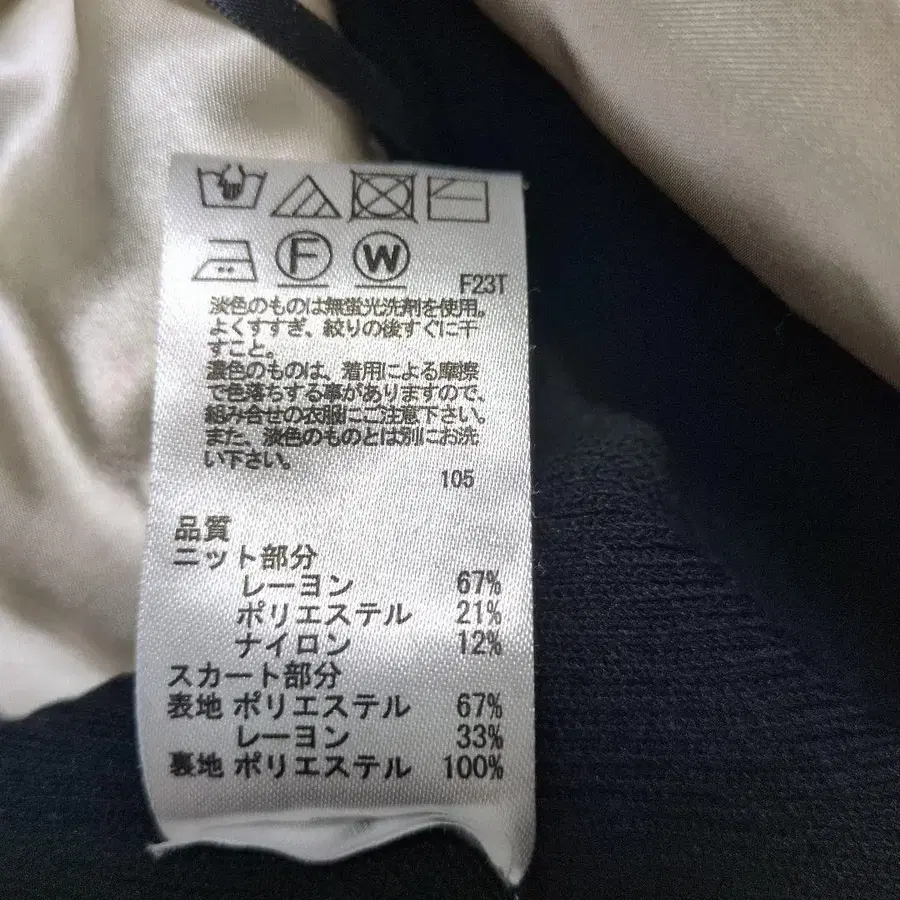 F W
F23T
淡色のものは無蛍光洗剤を使用。
よくすすぎ、絞りの後すぐに干
すこと。
濃色のものは、着用による摩擦
で色落ちする事がありますので、
組み合せの衣服にご注意下さい。
また、淡色のものとは別にお洗
い下さい。
105
品質
ニット部分
レーヨン 67%
ポリエステル 21%
ナイロン 12%
スカート部分
表地 ポリエステル 67%
レーヨン 33%
裏地 ポリエステル 100%